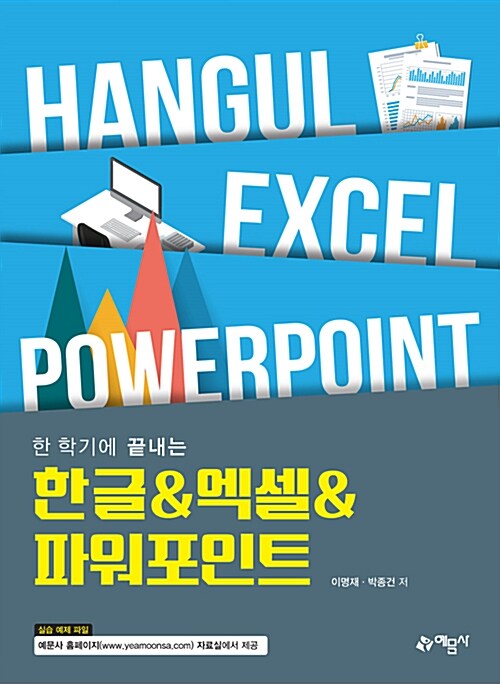 HANGUL
EXCEL
POWERPOINT
한 학기에 끝내는
한글&엑셀&
파워포인트
이명재 · 박종건 저
실습 예제 파일
예문사 홈페이지(www.yeamoonsa.com) 자료실에서 제공
예문사